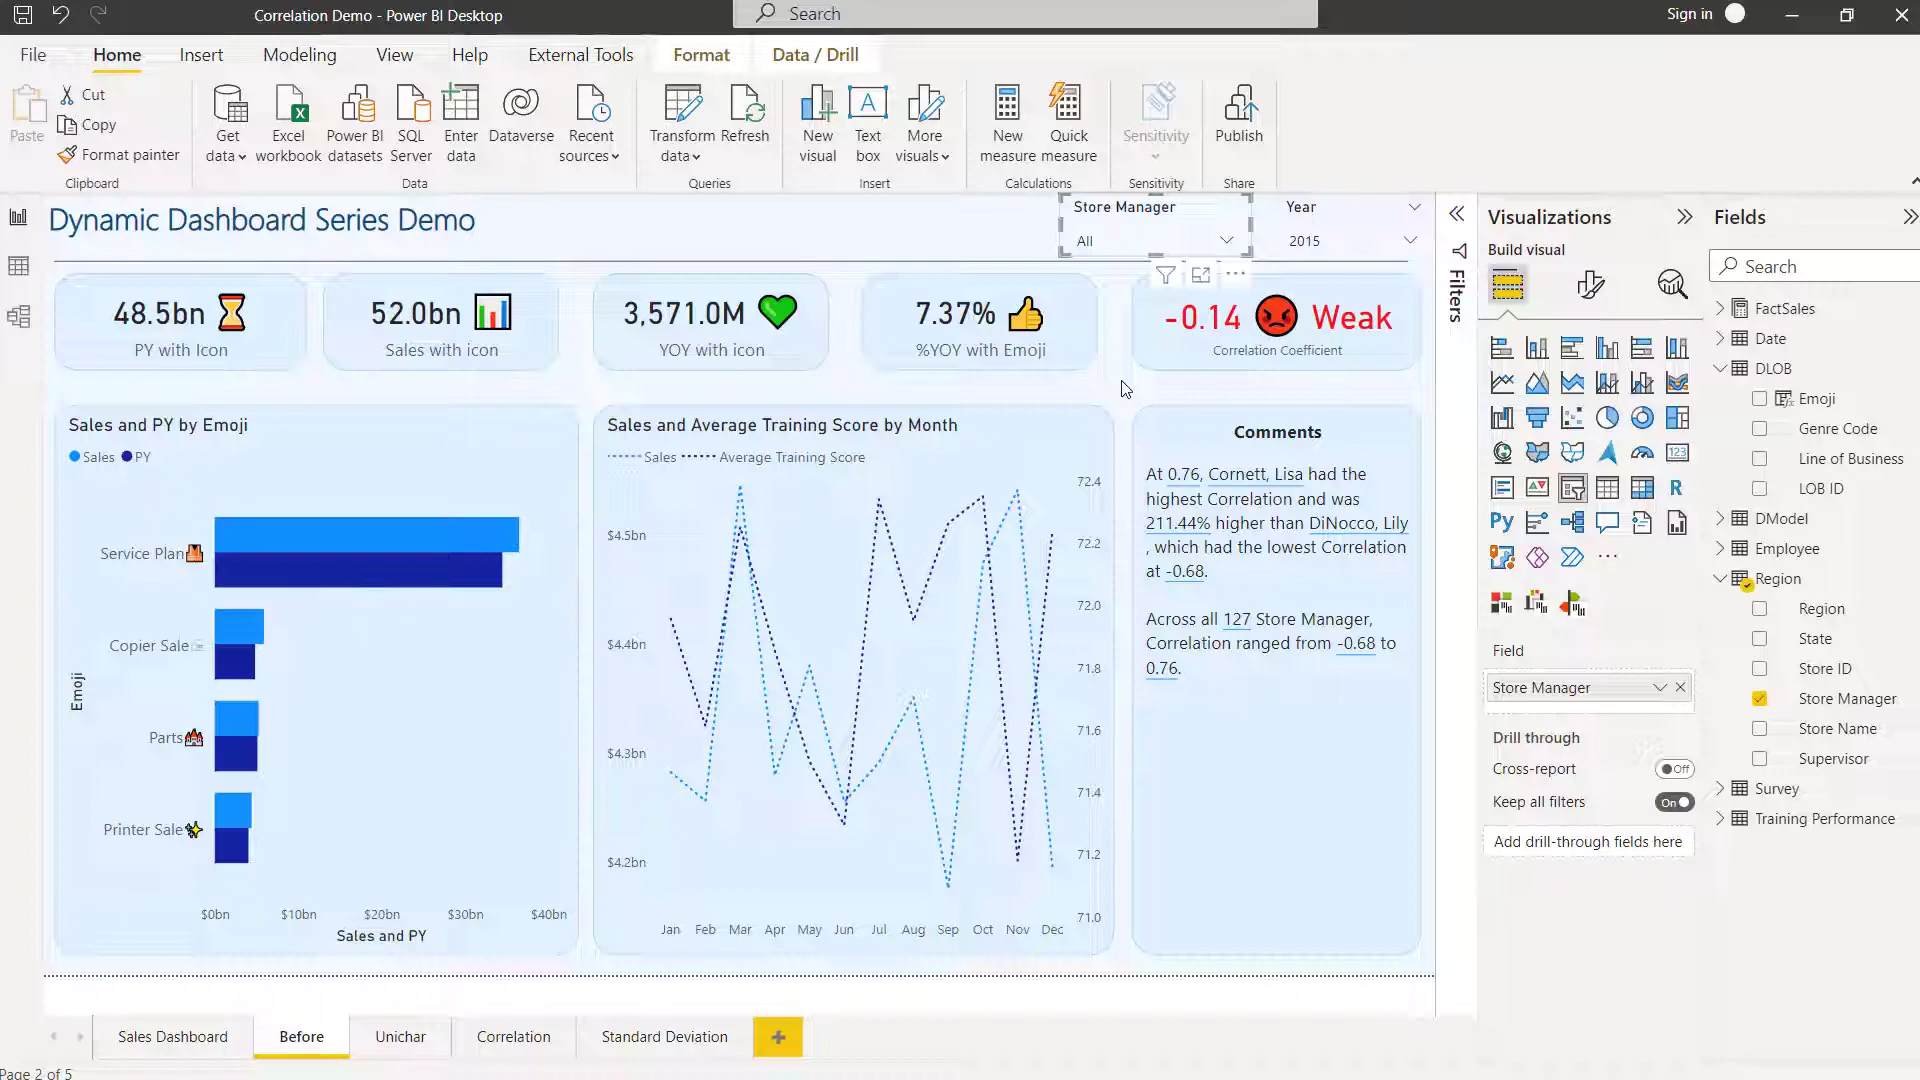 Correlation Demo - Power BI Desktop
Search
Sign in
File
Home
Insert
Modeling
View
Help
External Tools
Format
Data / Drill
Paste
Cut
Copy
Format painter
Clipboard
Get data
Excel workbook
Power BI datasets
SQL Server
Enter data
Dataverse
Recent sources
Data
Transform data
Refresh
Queries
New visual
Text box
More visuals
Insert
New measure
Quick measure
Calculations
Sensitivity
Sensitivity
Publish
Share
Dynamic Dashboard Series Demo
Store Manager
All
Year
2015
48.5bn ⏳
PY with Icon
52.0bn 📊
Sales with icon
3,571.0M 💚
YOY with icon
7.37% 👍
%YOY with Emoji
-0.14 😡 Weak
Correlation Coefficient
Sales and PY by Emoji
Sales PY
Service Plan
Copier Sale
Parts
Printer Sale✨
Emoji
$0bn $10bn $20bn $30bn $40bn
Sales and PY
Sales and Average Training Score by Month
Sales Average Training Score
$4.5bn
$4.4bn
$4.3bn
$4.2bn
72.4
72.2
72.0
71.8
71.6
71.4
71.2
71.0
Jan Feb Mar Apr May Jun Jul Aug Sep Oct Nov Dec
Comments
At 0.76, Cornett, Lisa had the
highest Correlation and was
211.44% higher than DiNocco, Lily
, which had the lowest Correlation
at -0.68.
Across all 127 Store Manager,
Correlation ranged from -0.68 to
0.76.
Filters
Visualizations
Build visual
123
R
Py
Field
Store Manager
Drill through
Cross-report
Off
Keep all filters
On
Add drill-through fields here
Fields
Search
FactSales
Date
DLOB
Emoji
Genre Code
Line of Business
LOB ID
DModel
Employee
Region
Region
State
Store ID
Store Manager
Store Name
Supervisor
Survey
Training Performance
Sales Dashboard
Before
Unichar
Correlation
Standard Deviation
Page 2 of 5